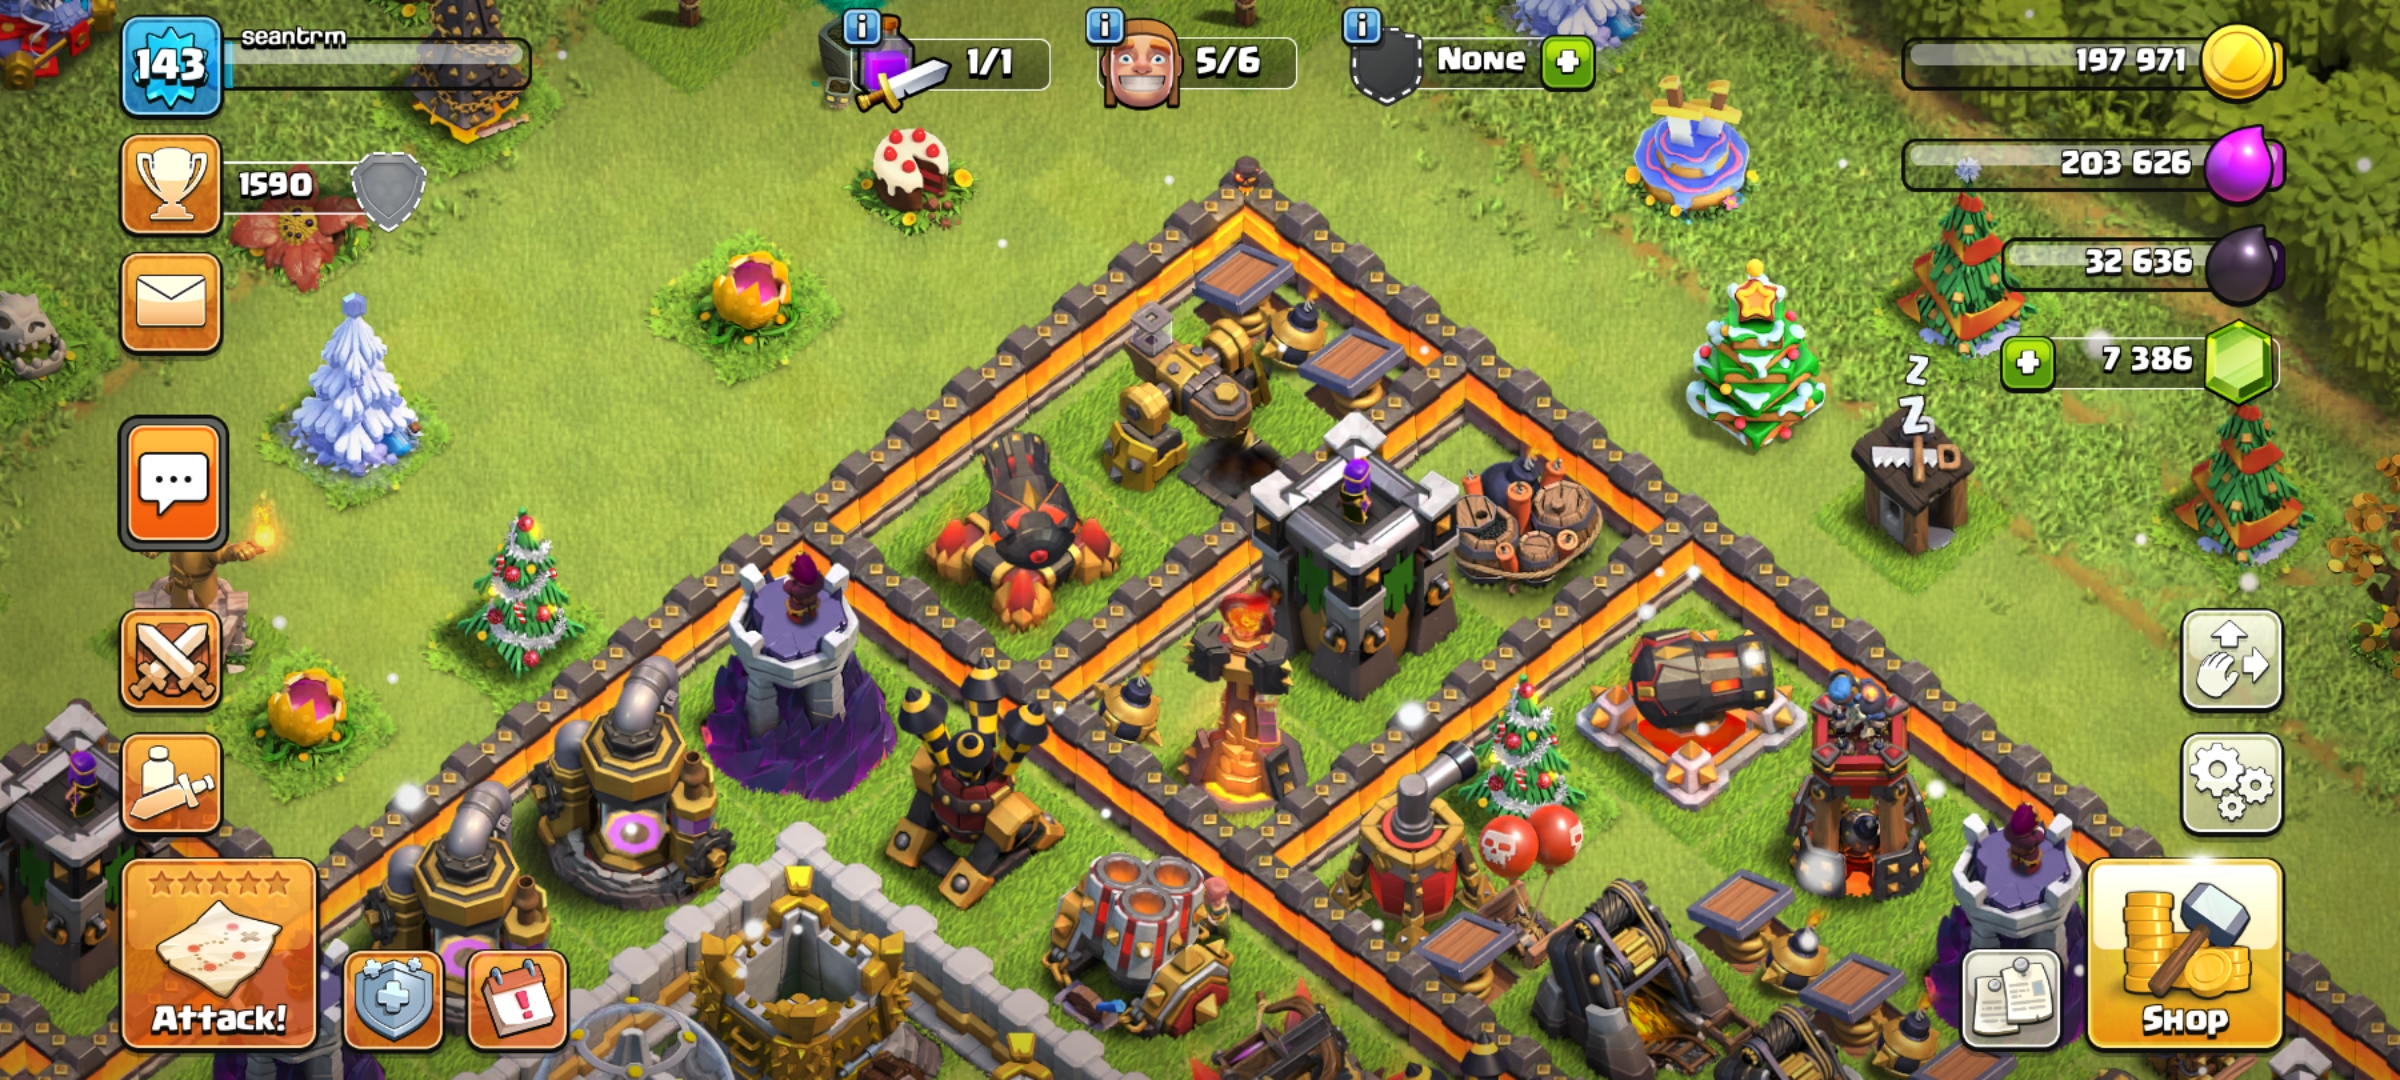 143
seantrm
1/1
5/6
None
197 971
1590
203 626
32 636
7 386
Z
Z
Attack!
Shop